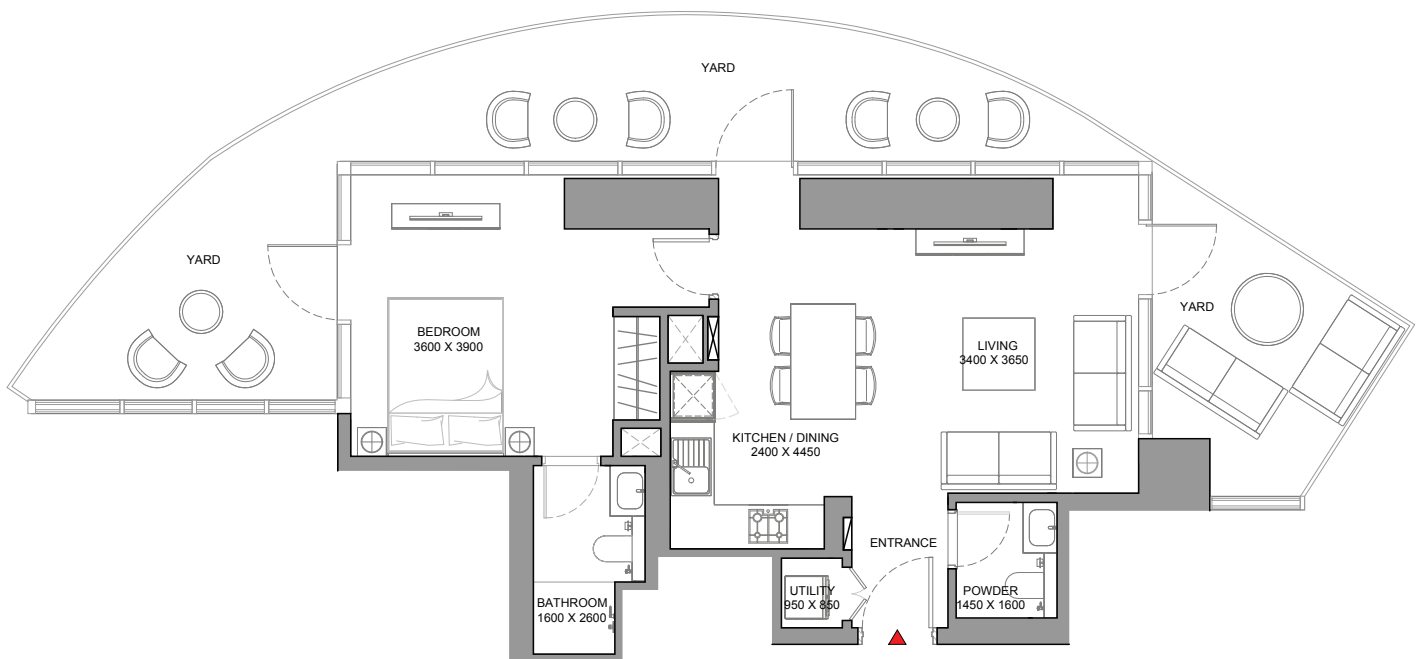 YARD
YARD
YARD
BEDROOM
3600 X 3900
LIVING
3400 X 3650
KITCHEN / DINING
2400 X 4450
ENTRANCE
UTILITY
950 X 850
POWDER
1450 X 1600
BATHROOM
1600 X 2600